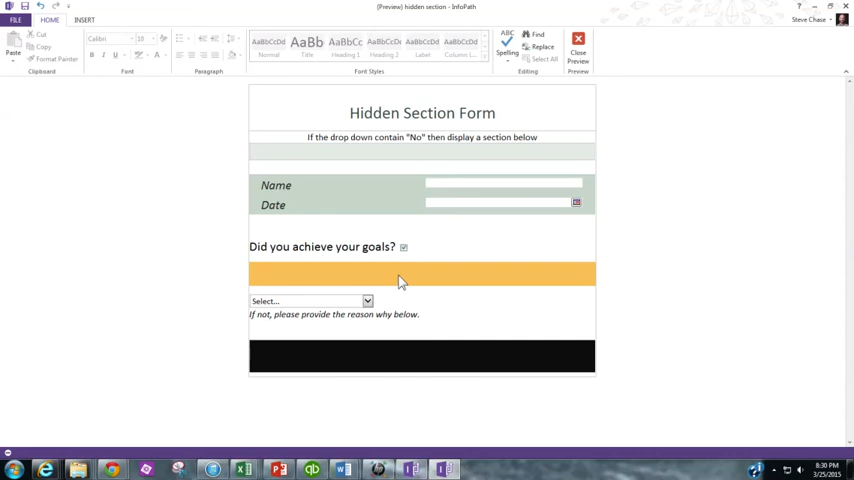 [Preview] hidden section - InfoPath
?
FILE
HOME
INSERT
Steve Chase
Paste
Cut
Copy
Format Painter
Clipboard
Calibri
10
B I U
Font
Paragraph
AaBbCcDd
Normal
AaBb
Title
AaBbCc
Heading 1
AaBbCcDd
Heading 2
AaBbCcDd
Label
AaBbCcDd
Column L...
Font Styles
ABC
Spelling
Find
Replace
Select All
Editing
Close
Preview
Preview
Hidden Section Form
If the drop down contain "No" then display a section below
Name
Date
Did you achieve your goals?
Select...
If not, please provide the reason why below.
8:30 PM
3/25/2015